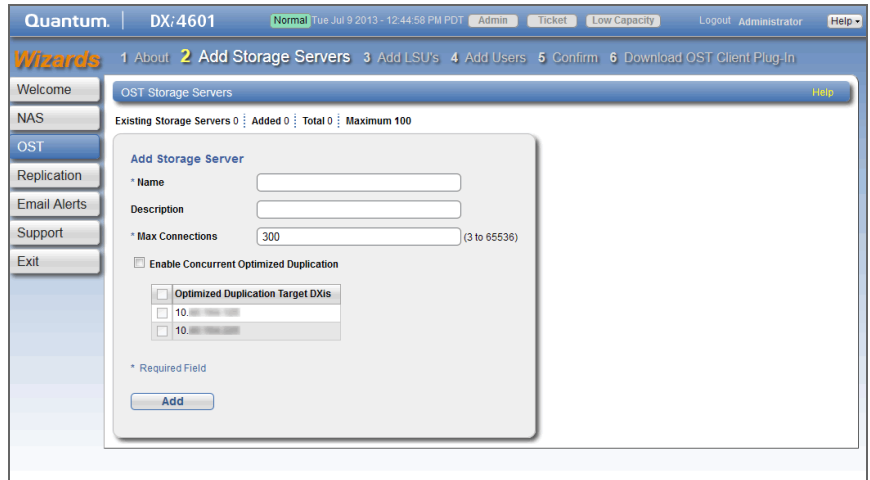 Quantum. DXi4601 Normal Tue Jul 9 2013 - 12:44:58 PM PDT Admin Ticket Low Capacity Logout Administrator Help
Wizards 1 About 2 Add Storage Servers 3 Add LSU's 4 Add Users 5 Confirm 6 Download OST Client Plug-In
Welcome
NAS
OST
Replication
Email Alerts
Support
Exit
OST Storage Servers Help
Existing Storage Servers 0 Added 0 Total 0 Maximum 100
Add Storage Server
* Name
Description
* Max Connections 300 (3 to 65536)
Enable Concurrent Optimized Duplication
Optimized Duplication Target DXis
10.
10.
* Required Field
Add